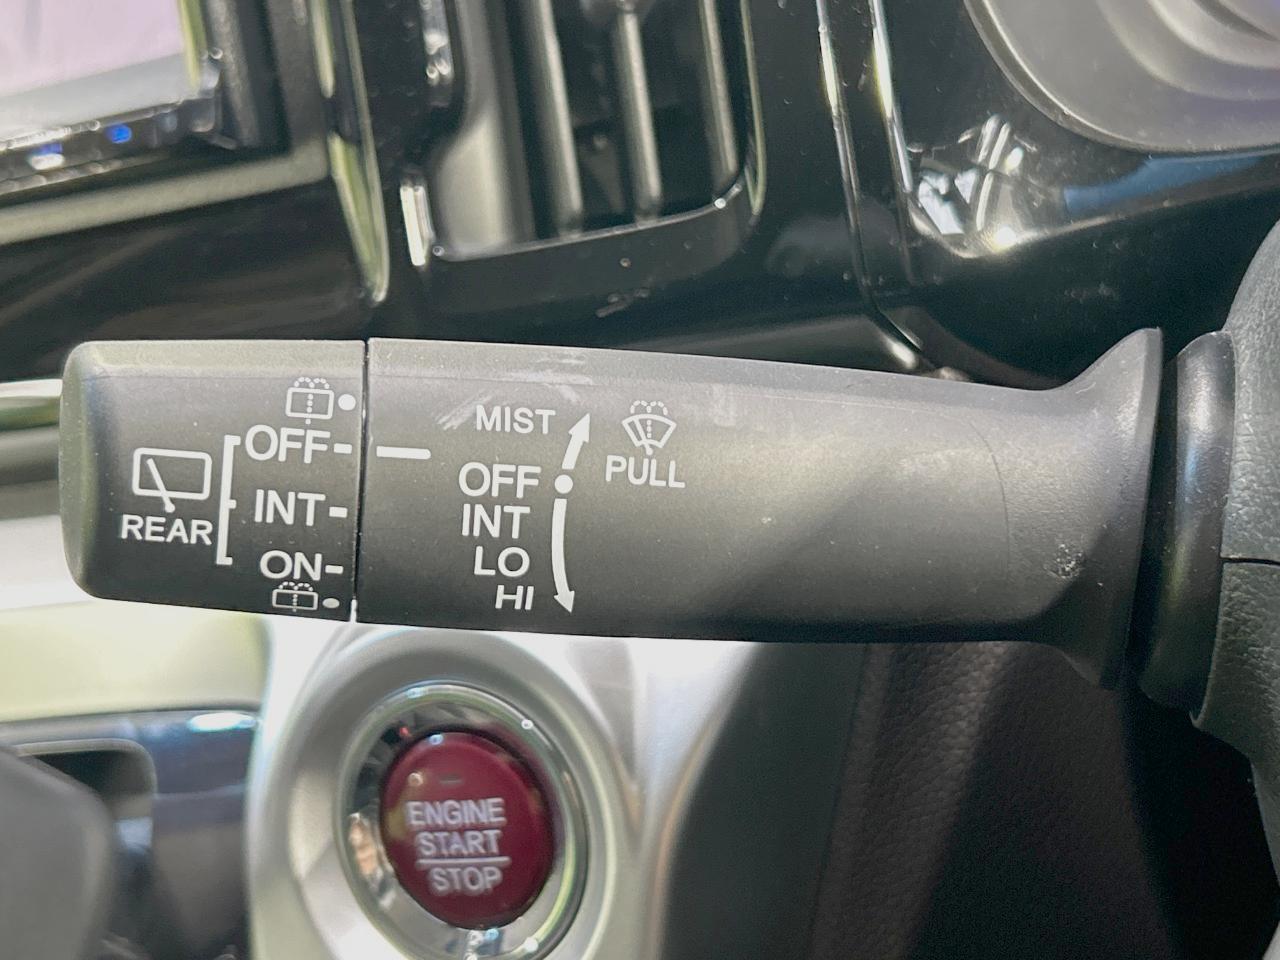 OFF
INT
ON
REAR
MIST
OFF
INT
LO
HI
PULL
ENGINE
START
STOP